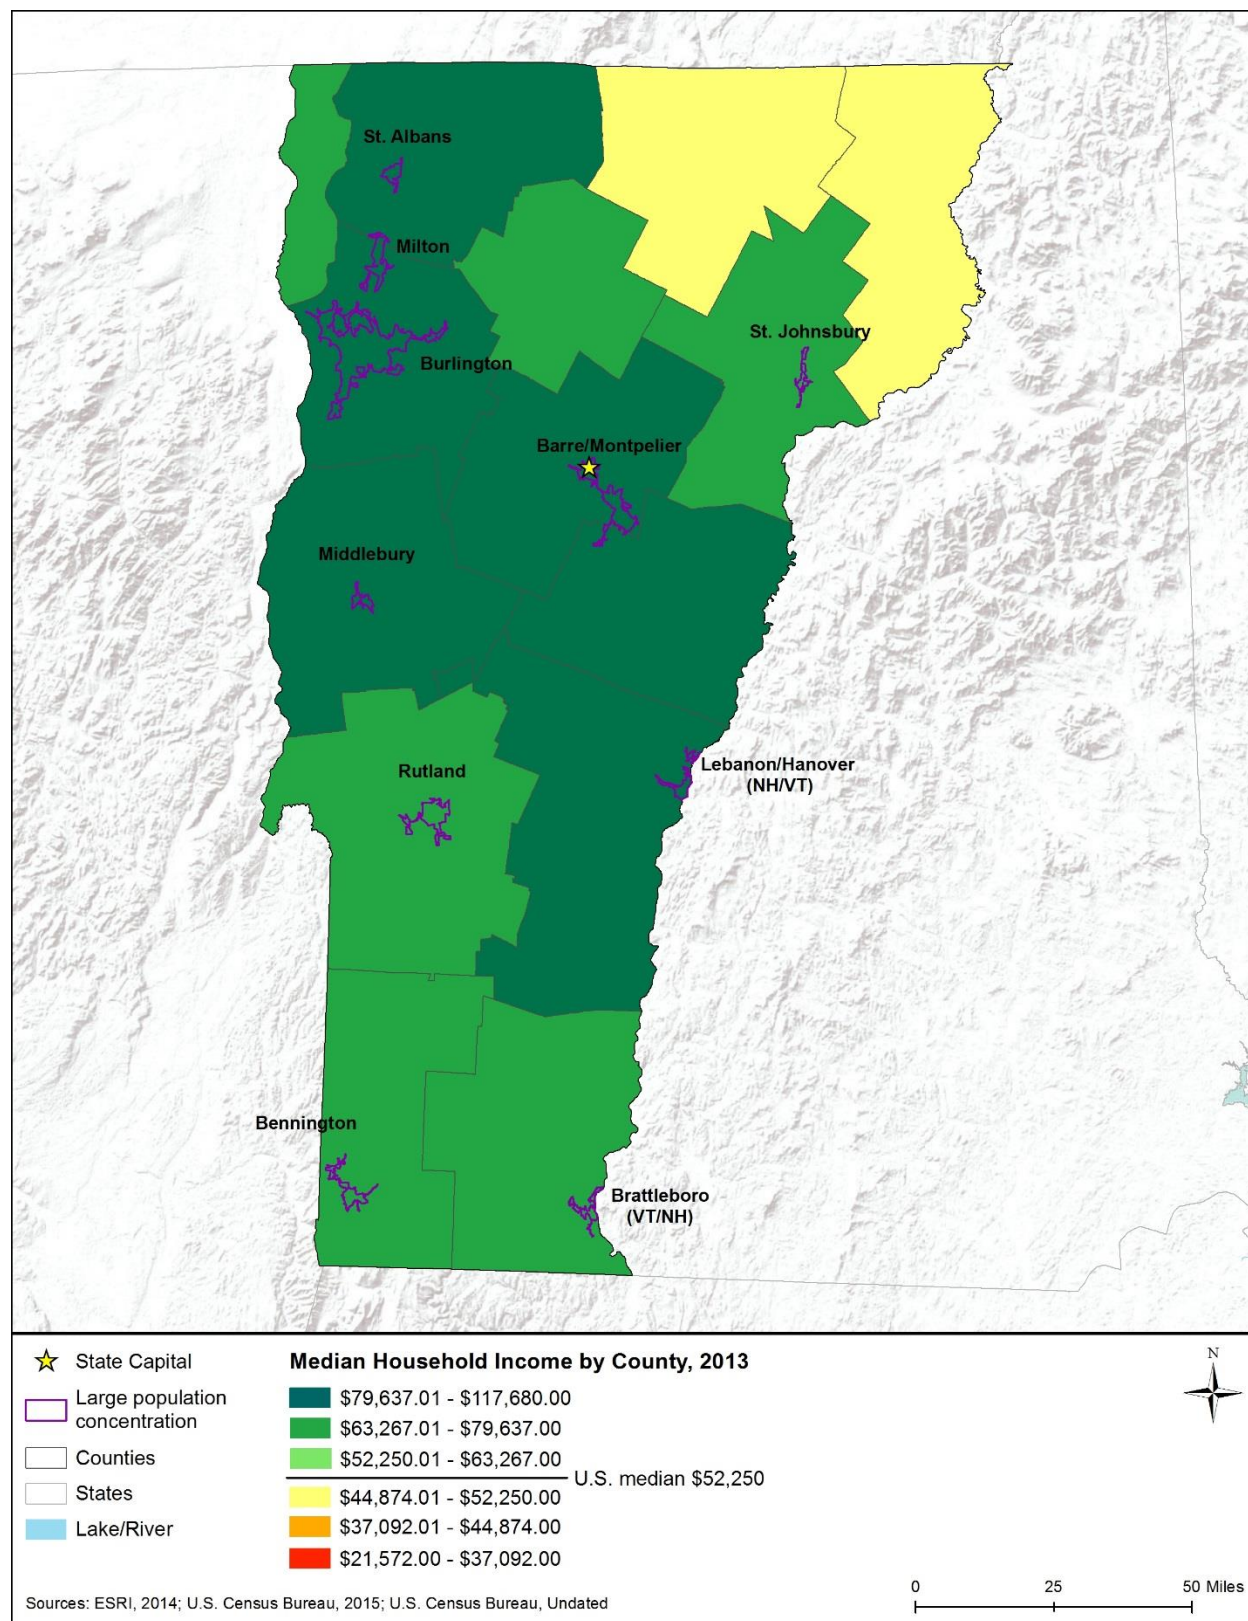 St. Albans
Milton
Burlington
St. Johnsbury
Barre/Montpelier
Middlebury
Rutland
Lebanon/Hanover
(NH/VT)
Bennington
Brattleboro
(VT/NH)
State Capital
Large population
concentration
Counties
States
Lake/River
Median Household Income by County, 2013
$79,637.01 - $117,680.00
$63,267.01 - $79,637.00
$52,250.01 - $63,267.00
U.S. median $52,250
$44,874.01 - $52,250.00
$37,092.01 - $44,874.00
$21,572.00 - $37,092.00
N
0 25 50 Miles
Sources: ESRI, 2014; U.S. Census Bureau, 2015; U.S. Census Bureau, Undated